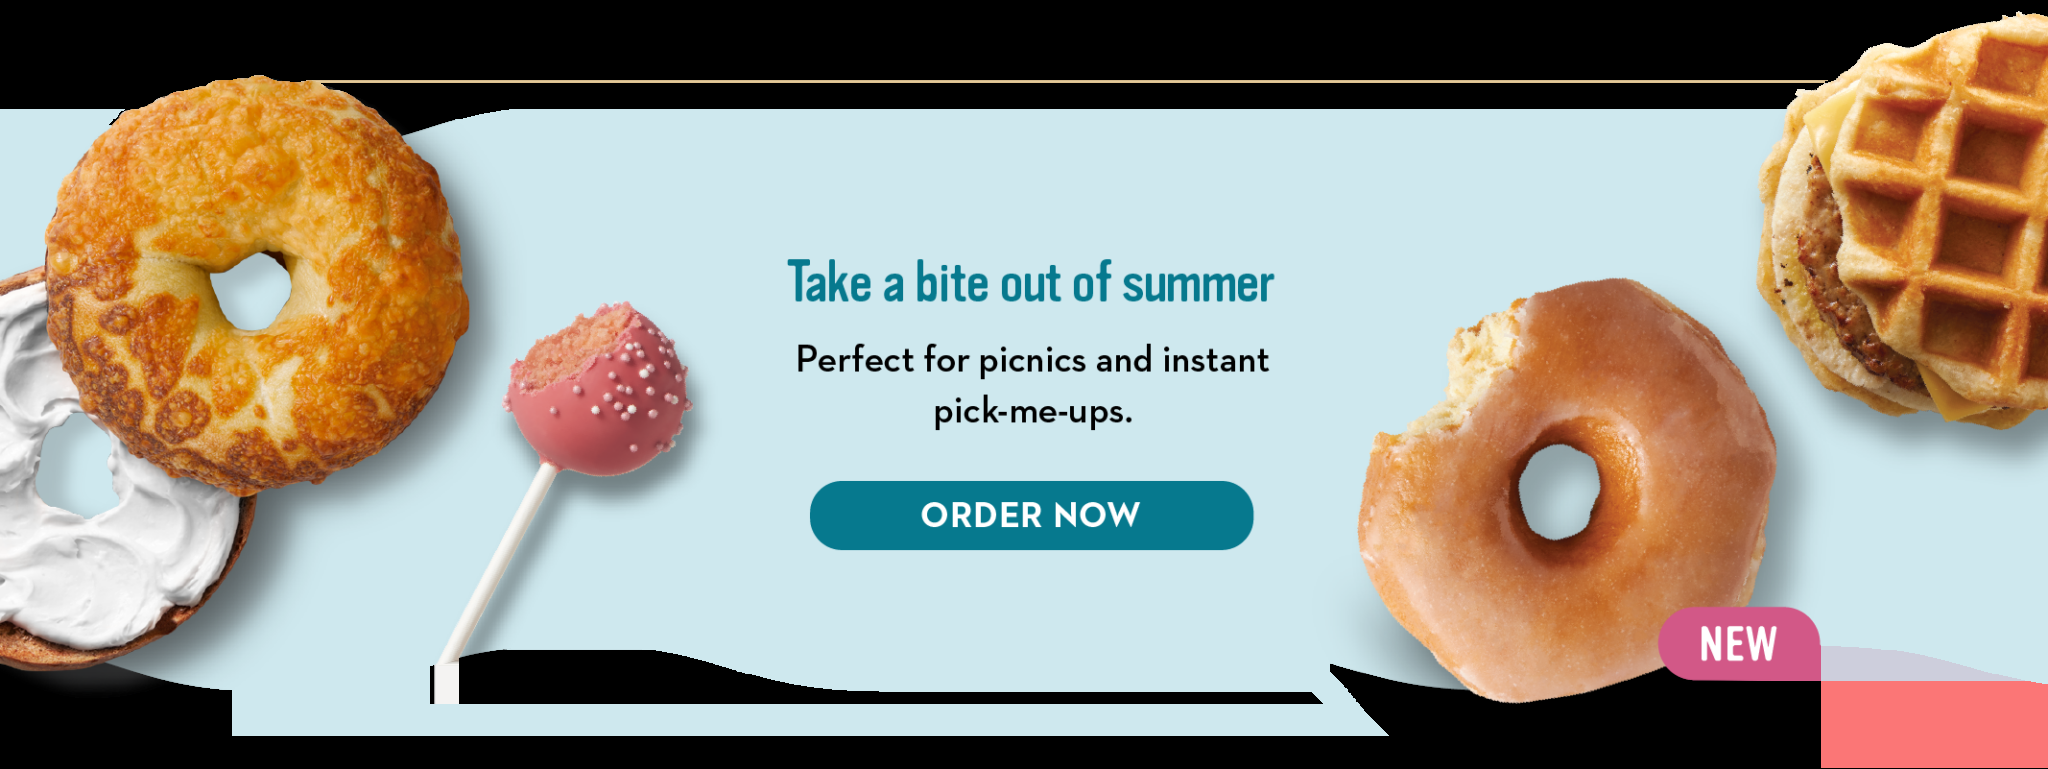 Take a bite out of summer
Perfect for picnics and instant
pick-me-ups.
ORDER NOW
NEW